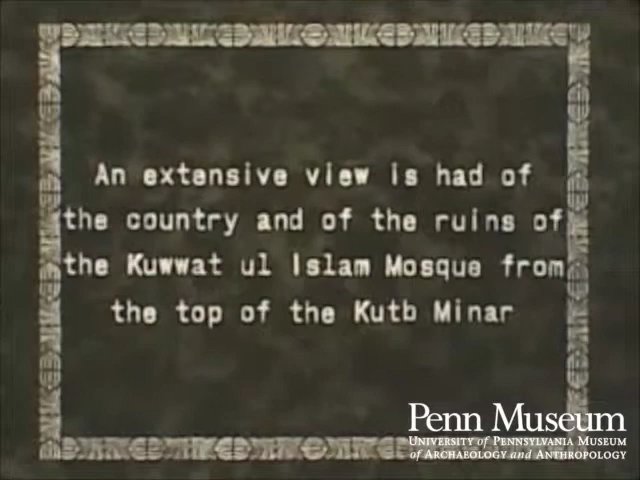 An extensive view is had of
the country and of the ruins of
the Kuwwat ul Islam Mosque from
the top of the Kutb Minar
Penn Museum
University of Pennsylvania Museum
of Archaeology and Anthropology